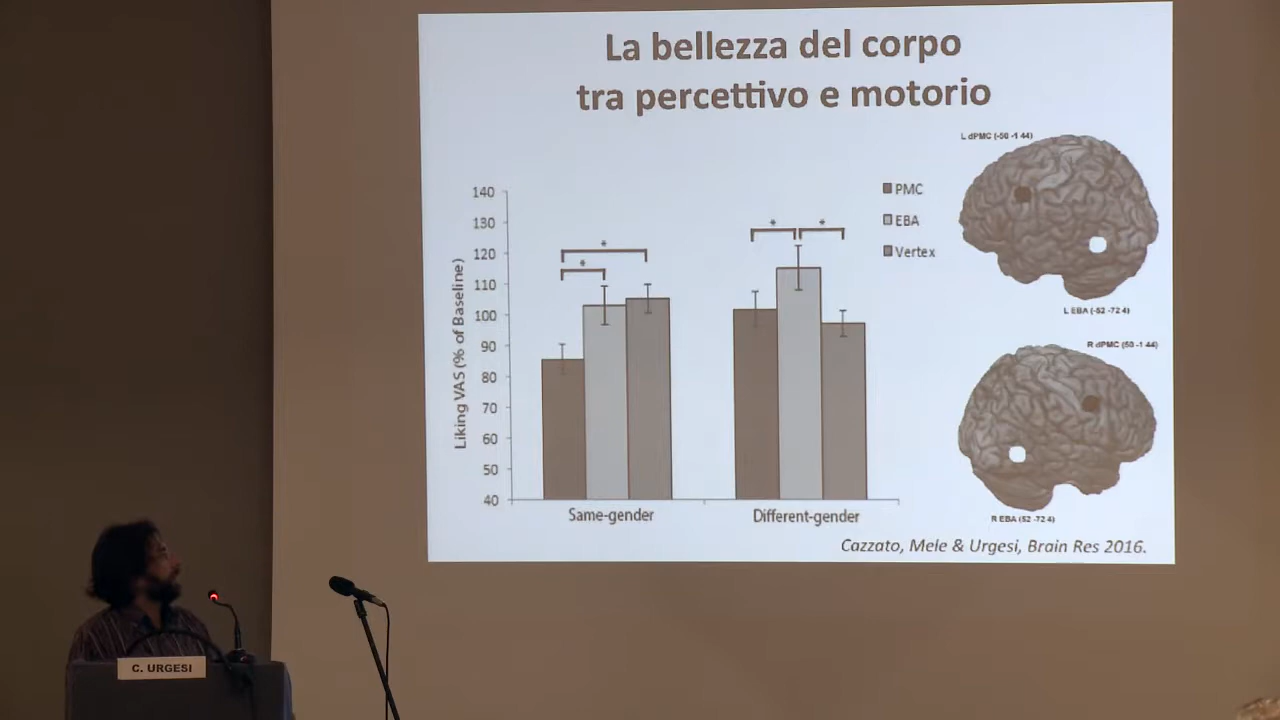 La bellezza del corpo
tra percettivo e motorio
L dPMC (-50 -1 44)
140
130
120
110
100
90
80
70
60
50
40
Liking VAS (% of Baseline)
*
*
*
*
PMC
EBA
Vertex
L EBA (-52 -72 4)
R dPMC (50 -1 44)
R EBA (52 -72 4)
Same-gender
Different-gender
Cazzato, Mele & Urgesi, Brain Res 2016.
C. URGESI